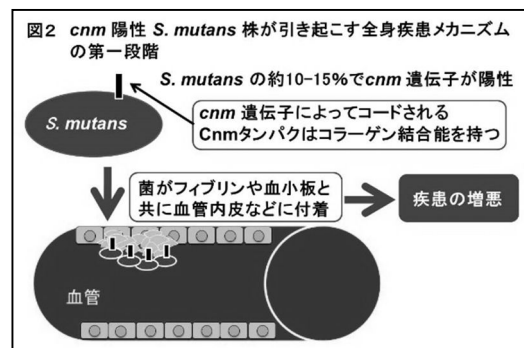 図2 cnm 陽性 S. mutans 株が引き起こす全身疾患メカニズム
の第一段階
S. mutans の約10-15%でcnm 遺伝子が陽性
S. mutans
cnm 遺伝子によってコードされる
Cnmタンパクはコラーゲン結合能を持つ
菌がフィブリンや血小板と
共に血管内皮などに付着
疾患の増悪
血管